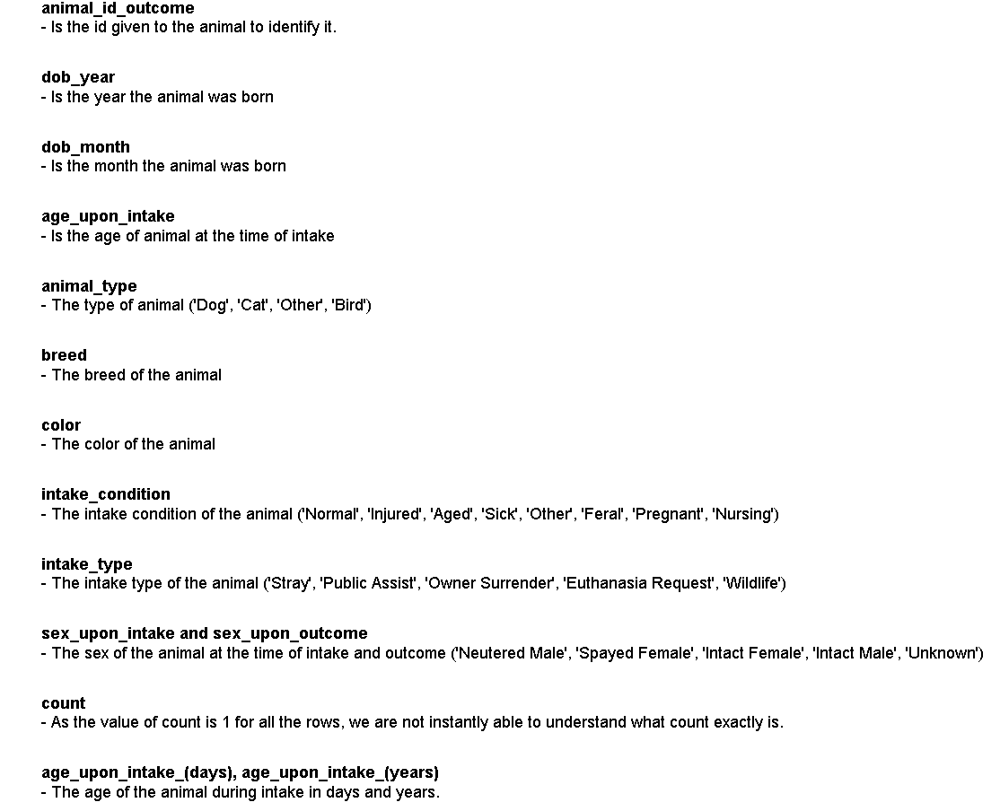 animal_id_outcome
- Is the id given to the animal to identify it.
dob_year
- Is the year the animal was born
dob_month
- Is the month the animal was born
age_upon_intake
- Is the age of animal at the time of intake
animal_type
- The type of animal ('Dog', 'Cat', 'Other', 'Bird')
breed
- The breed of the animal
color
- The color of the animal
intake_condition
- The intake condition of the animal ('Normal', 'Injured', 'Aged', 'Sick', 'Other', 'Feral', 'Pregnant', 'Nursing')
intake_type
- The intake type of the animal ('Stray', 'Public Assist', 'Owner Surrender', 'Euthanasia Request', 'Wildlife')
sex_upon_intake and sex_upon_outcome
- The sex of the animal at the time of intake and outcome ('Neutered Male', 'Spayed Female', 'Intact Female', 'Intact Male', 'Unknown')
count
- As the value of count is 1 for all the rows, we are not instantly able to understand what count exactly is.
age_upon_intake_(days), age_upon_intake_(years)
- The age of the animal during intake in days and years.